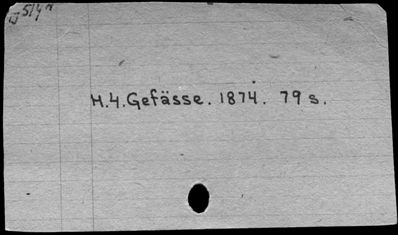 H.4. Gefässe. 1874. 79 s.